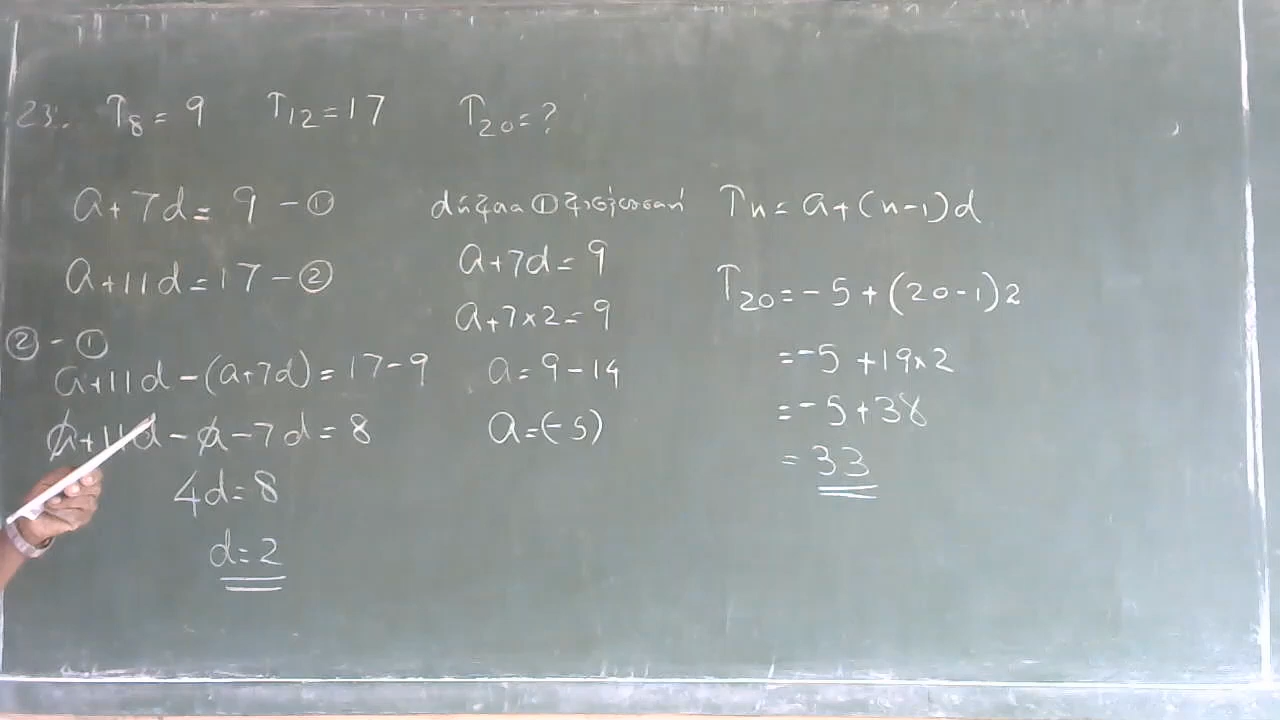 23. T₈ = 9 T₁₂ = 17 T₂₀ = ?
a + 7d = 9 - ①
a + 11d = 17 - ②
② - ①
a + 11d - (a + 7d) = 17 - 9
a + 11d - a - 7d = 8
4d = 8
d = 2
①
a + 7d = 9
a + 7 × 2 = 9
a = 9 - 14
a = (-5)
Tn = a + (n - 1)d
T₂₀ = -5 + (20 - 1)2
= -5 + 19 × 2
= -5 + 38
= 33